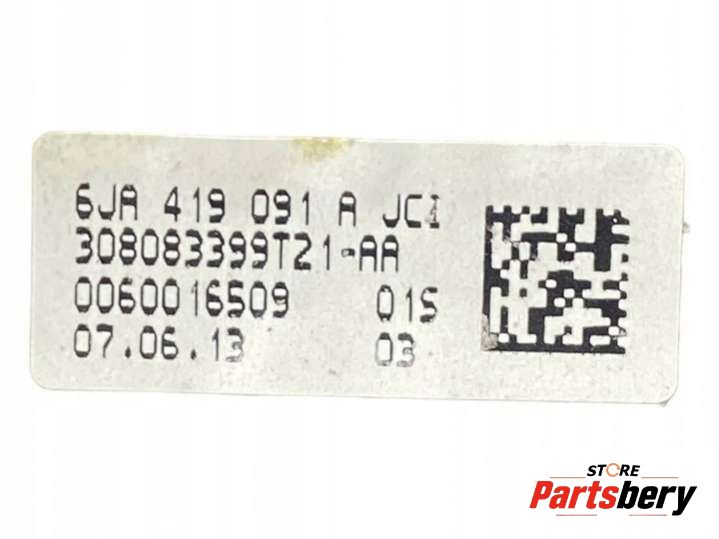 6JA 419 091 A JCI
308083399T21-AA
0060016509 01S
07.06.13 03
STORE
Partsbery